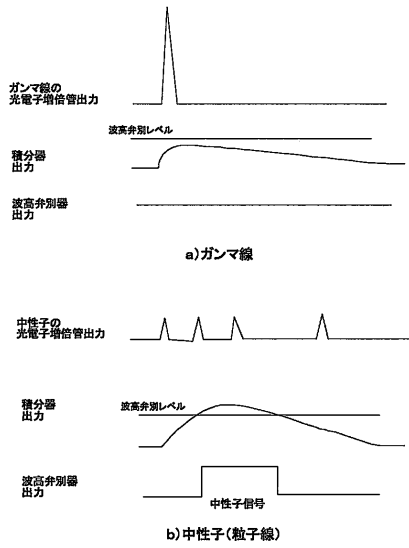 ガンマ線の
光電子増倍管出力
波高弁別レベル
積分器
出力
波高弁別器
出力
a)ガンマ線
中性子の
光電子増倍管出力
積分器
出力
波高弁別レベル
波高弁別器
出力
中性子信号
b)中性子(粒子線)